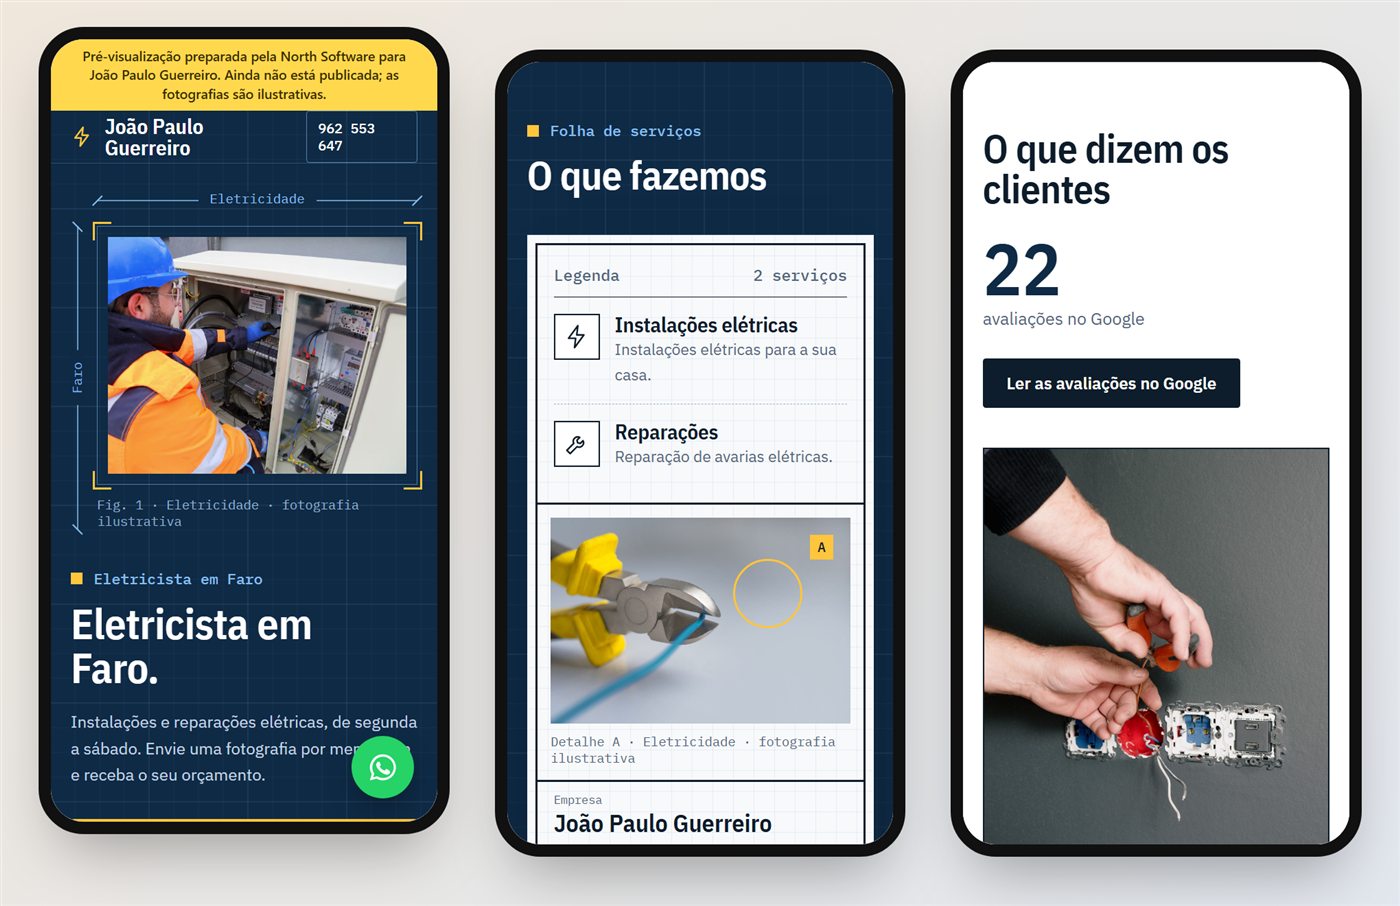 Pré-visualização preparada pela North Software para
João Paulo Guerreiro. Ainda não está publicada; as
fotografias são ilustrativas.
João Paulo
Guerreiro
962 553
647
Eletricidade
Faro
Fig. 1 · Eletricidade · fotografia
ilustrativa
Eletricista em Faro
Eletricista em
Faro.
Instalações e reparações elétricas, de segunda
a sábado. Envie uma fotografia por
e receba o seu orçamento.
Folha de serviços
O que fazemos
Legenda
2 serviços
Instalações elétricas
Instalações elétricas para a sua
casa.
Reparações
Reparação de avarias elétricas.
A
Detalhe A · Eletricidade · fotografia
ilustrativa
Empresa
João Paulo Guerreiro
O que dizem os
clientes
22
avaliações no Google
Ler as avaliações no Google